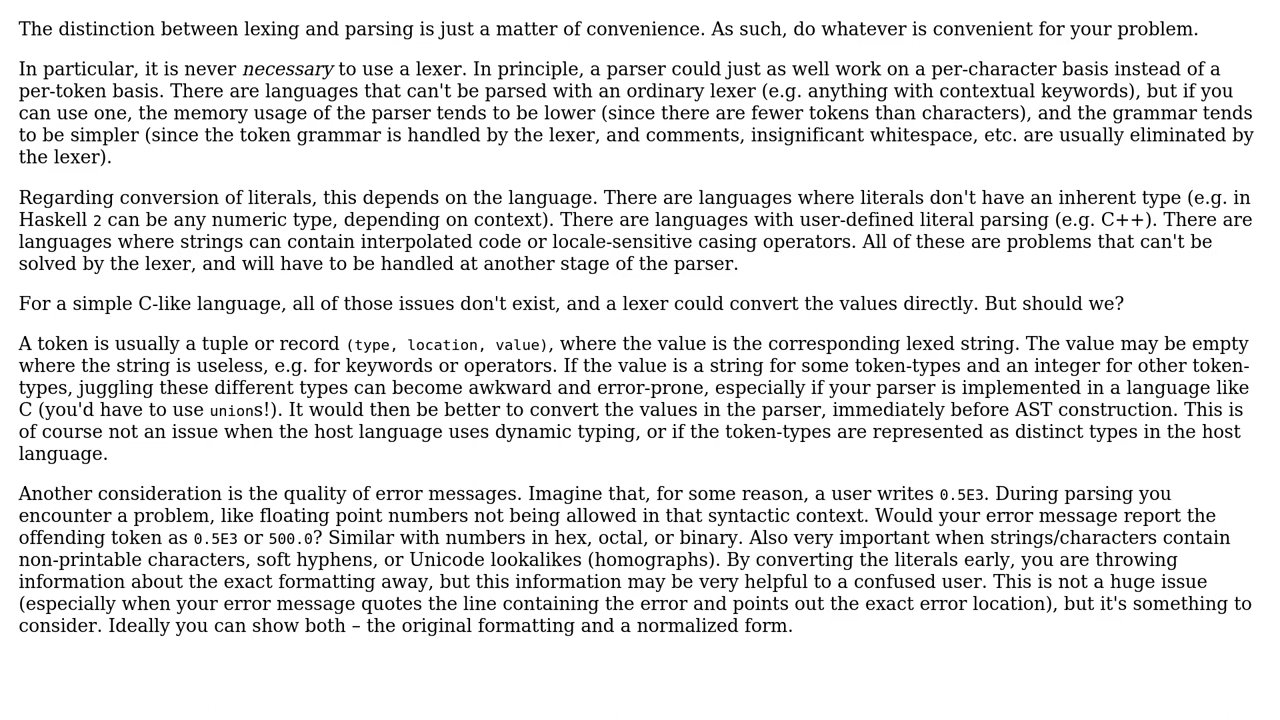 The distinction between lexing and parsing is just a matter of convenience. As such, do whatever is convenient for your problem.
In particular, it is never necessary to use a lexer. In principle, a parser could just as well work on a per-character basis instead of a
per-token basis. There are languages that can't be parsed with an ordinary lexer (e.g. anything with contextual keywords), but if you
can use one, the memory usage of the parser tends to be lower (since there are fewer tokens than characters), and the grammar tends
to be simpler (since the token grammar is handled by the lexer, and comments, insignificant whitespace, etc. are usually eliminated by
the lexer).
Regarding conversion of literals, this depends on the language. There are languages where literals don't have an inherent type (e.g. in
Haskell 2 can be any numeric type, depending on context). There are languages with user-defined literal parsing (e.g. C++). There are
languages where strings can contain interpolated code or locale-sensitive casing operators. All of these are problems that can't be
solved by the lexer, and will have to be handled at another stage of the parser.
For a simple C-like language, all of those issues don't exist, and a lexer could convert the values directly. But should we?
A token is usually a tuple or record (type, location, value), where the value is the corresponding lexed string. The value may be empty
where the string is useless, e.g. for keywords or operators. If the value is a string for some token-types and an integer for other token-
types, juggling these different types can become awkward and error-prone, especially if your parser is implemented in a language like
C (you'd have to use unions!). It would then be better to convert the values in the parser, immediately before AST construction. This is
of course not an issue when the host language uses dynamic typing, or if the token-types are represented as distinct types in the host
language.
Another consideration is the quality of error messages. Imagine that, for some reason, a user writes 0.5E3. During parsing you
encounter a problem, like floating point numbers not being allowed in that syntactic context. Would your error message report the
offending token as 0.5E3 or 500.0? Similar with numbers in hex, octal, or binary. Also very important when strings/characters contain
non-printable characters, soft hyphens, or Unicode lookalikes (homographs). By converting the literals early, you are throwing
information about the exact formatting away, but this information may be very helpful to a confused user. This is not a huge issue
(especially when your error message quotes the line containing the error and points out the exact error location), but it's something to
consider. Ideally you can show both – the original formatting and a normalized form.